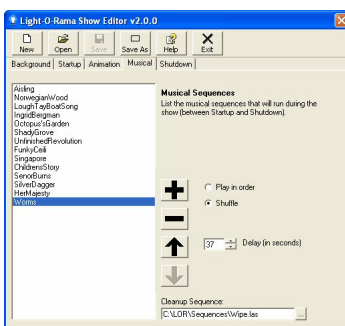 Light-O-Rama Show Editor v2.0.0
New Open Save Save As Help Exit
Background Startup Animation Musical Shutdown
Aisling
NorwegianWood
LoughTayBoatSong
IngridBergman
Octopus'sGarden
ShadyGrove
UnfinishedRevolution
FunkyCeili
Singapore
ChildrensStory
SenorBurns
SilverDagger
HerMajesty
Worms
Musical Sequences
List the musical sequences that will run during the
show (between Startup and Shutdown).
Play in order
Shuffle
37 Delay (in seconds)
Cleanup Sequence:
C:\LOR\Sequences\Wipe.las ...